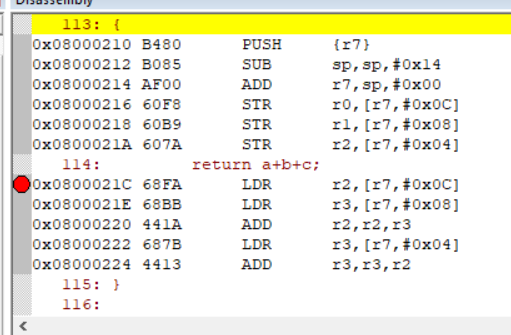 Disassembly
113: {
0x08000210 B480 PUSH {r7}
0x08000212 B085 SUB sp,sp,#0x14
0x08000214 AF00 ADD r7,sp,#0x00
0x08000216 60F8 STR r0,[r7,#0x0C]
0x08000218 60B9 STR r1,[r7,#0x08]
0x0800021A 607A STR r2,[r7,#0x04]
114: return a+b+c;
0x0800021C 68FA LDR r2,[r7,#0x0C]
0x0800021E 68BB LDR r3,[r7,#0x08]
0x08000220 441A ADD r2,r2,r3
0x08000222 687B LDR r3,[r7,#0x04]
0x08000224 4413 ADD r3,r3,r2
115: }
116: